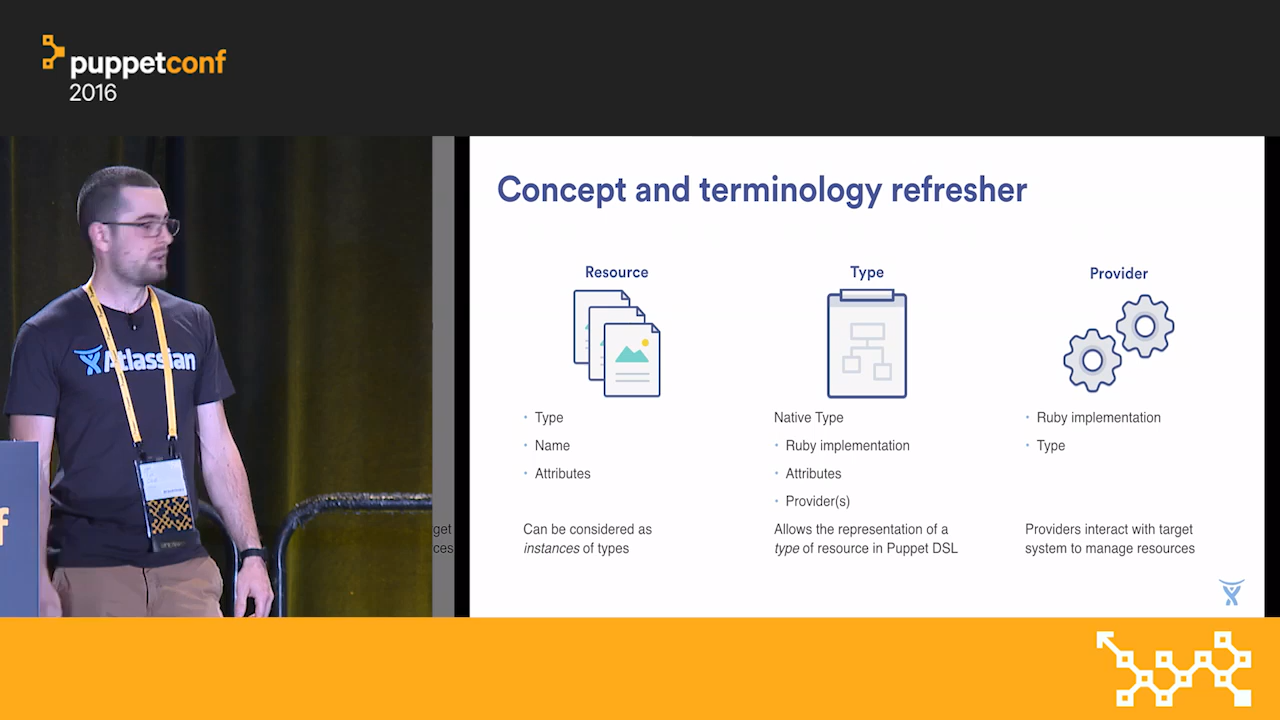 puppetconf
2016
Concept and terminology refresher
Resource
Type
Provider
• Type
• Name
• Attributes
Can be considered as
instances of types
Native Type
• Ruby implementation
• Attributes
• Provider(s)
Allows the representation of a
type of resource in Puppet DSL
• Ruby implementation
• Type
Providers interact with target
system to manage resources
Atlassian
f
get
ces